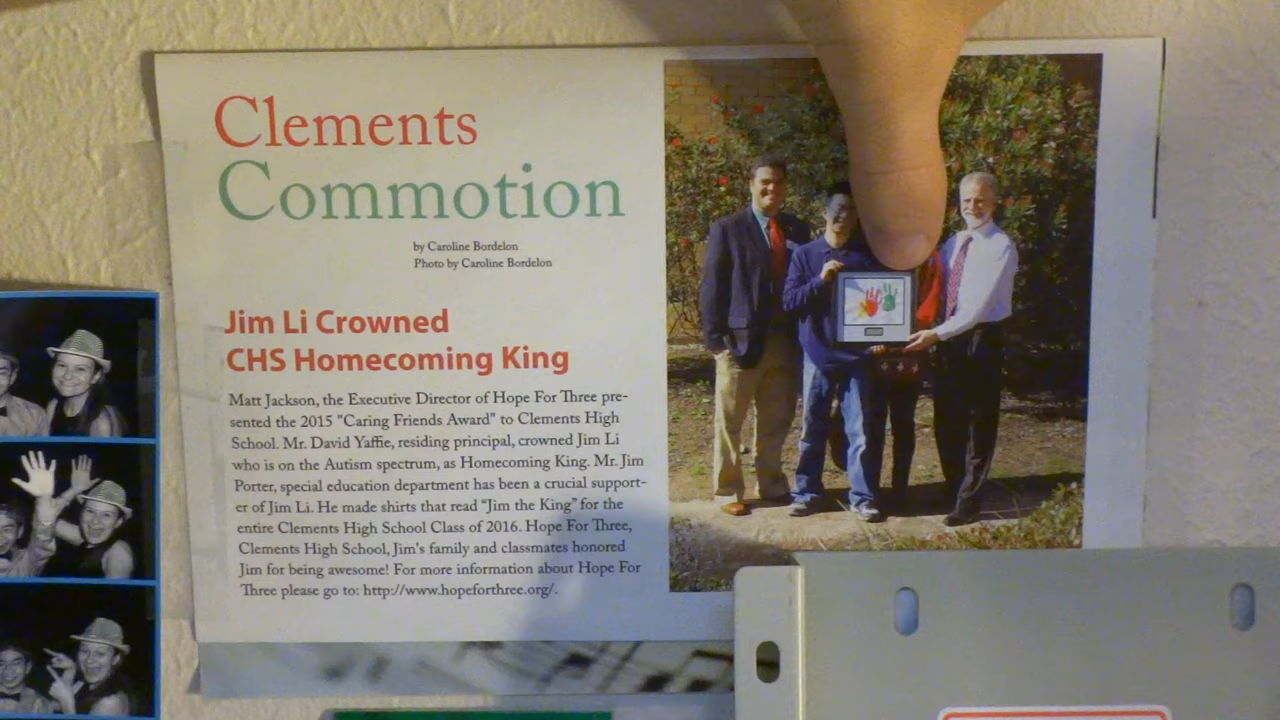 Clements
Commotion
by Caroline Bordelon
Photo by Caroline Bordelon
Jim Li Crowned
CHS Homecoming King
Matt Jackson, the Executive Director of Hope For Three pre-
sented the 2015 "Caring Friends Award" to Clements High
School. Mr. David Yaffie, residing principal, crowned Jim Li
who is on the Autism spectrum, as Homecoming King. Mr. Jim
Porter, special education department has been a crucial support-
er of Jim Li. He made shirts that read “Jim the King” for the
entire Clements High School Class of 2016. Hope For Three,
Clements High School, Jim's family and classmates honored
Jim for being awesome! For more information about Hope For
Three please go to: http://www.hopeforthree.org/.